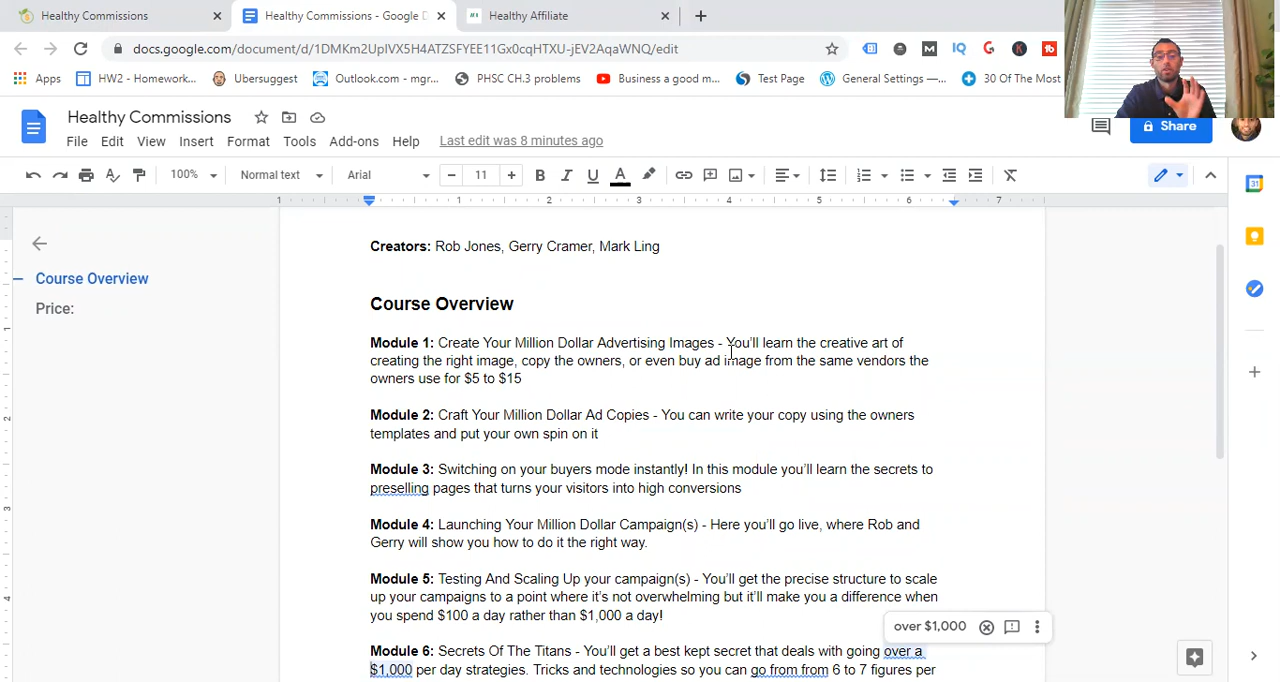 Healthy Commissions
Healthy Commissions - Google D
Healthy Affiliate
docs.google.com/document/d/1DMKm2UpIVX5H4ATZSFYEE11Gx0cqHTXU-jEV2AqaWNQ/edit
Apps
HW2 - Homework...
Ubersuggest
Outlook.com - mgr...
PHSC CH.3 problems
Business a good m...
Test Page
General Settings —...
30 Of The Most
Healthy Commissions
Share
File Edit View Insert Format Tools Add-ons Help Last edit was 8 minutes ago
100% Normal text Arial 11
1 1 2 3 4 5 6 7
Creators: Rob Jones, Gerry Cramer, Mark Ling
Course Overview
Price:
Course Overview
Module 1: Create Your Million Dollar Advertising Images - You'll learn the creative art of
creating the right image, copy the owners, or even buy ad image from the same vendors the
owners use for $5 to $15
Module 2: Craft Your Million Dollar Ad Copies - You can write your copy using the owners
templates and put your own spin on it
Module 3: Switching on your buyers mode instantly! In this module you'll learn the secrets to
preselling pages that turns your visitors into high conversions
Module 4: Launching Your Million Dollar Campaign(s) - Here you'll go live, where Rob and
Gerry will show you how to do it the right way.
Module 5: Testing And Scaling Up your campaign(s) - You'll get the precise structure to scale
up your campaigns to a point where it's not overwhelming but it'll make you a difference when
you spend $100 a day rather than $1,000 a day!
over $1,000
Module 6: Secrets Of The Titans - You'll get a best kept secret that deals with going over a
$1,000 per day strategies. Tricks and technologies so you can go from from 6 to 7 figures per